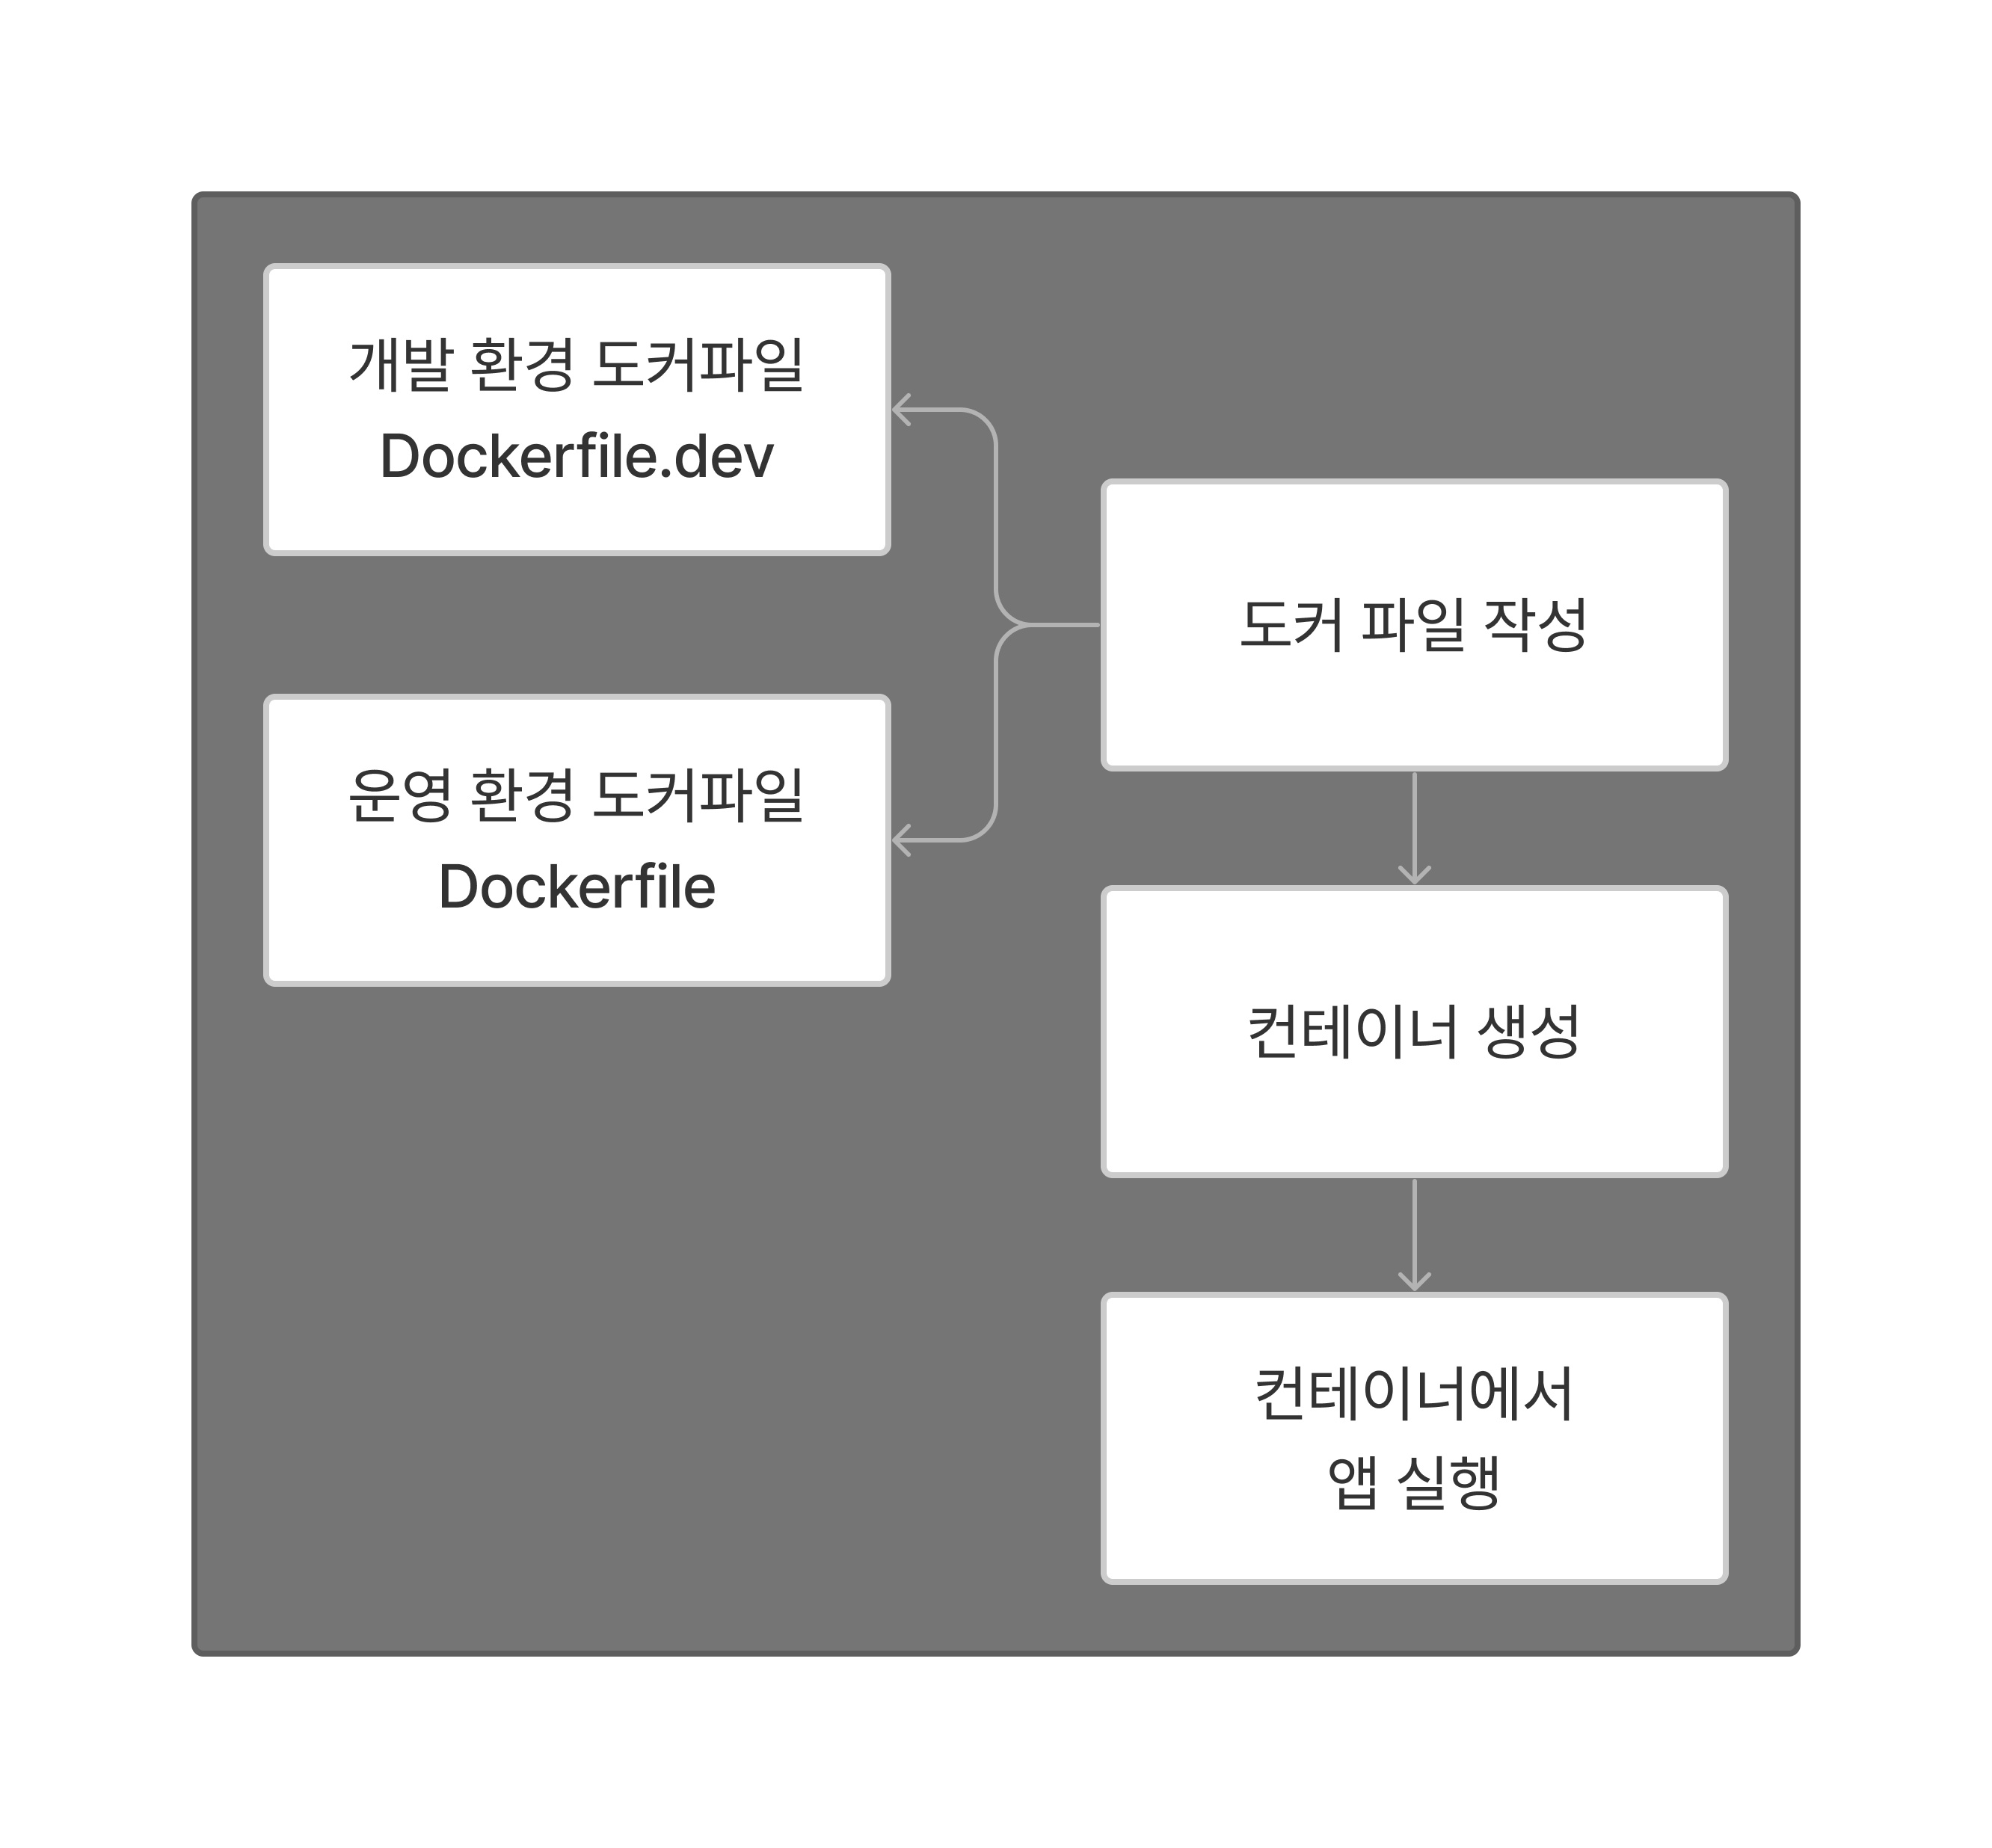 개발 환경 도커파일
Dockerfile.dev
운영 환경 도커파일
Dockerfile
도커 파일 작성
컨테이너 생성
컨테이너에서
앱 실행